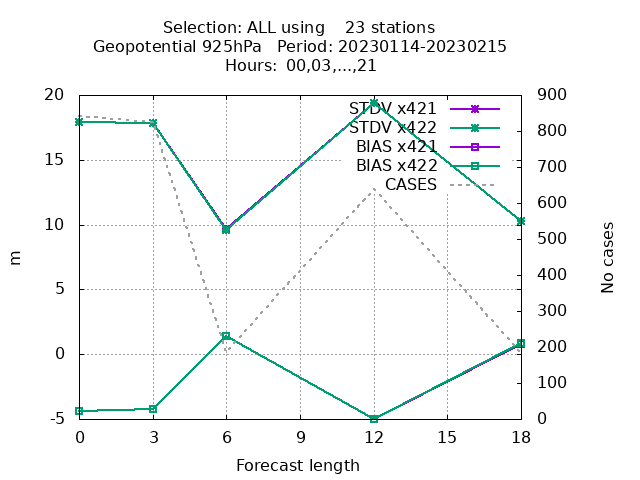 Selection: ALL using    23 stations
Geopotential 925hPa   Period: 20230114-20230215
Hours: 00,03,...,21
20 900
STDV x421
800
STDV x422
15 BIAS x421
700
BIAS x422
CASES
600
10
500
m No cases
5 400
300
0 200
100
-5 0
0 3 6 9 12 15 18
Forecast length